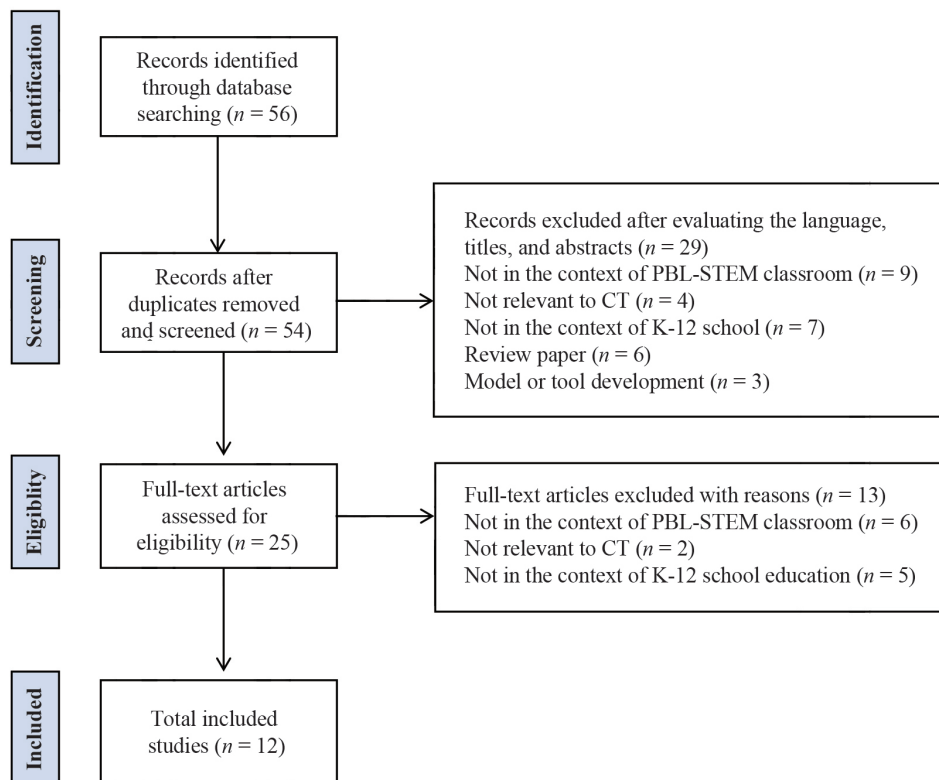 Identification
Records identified
through database
searching (n = 56)
Screening
Records after
duplicates removed
and screened (n = 54)
Records excluded after evaluating the language,
titles, and abstracts (n = 29)
Not in the context of PBL-STEM classroom (n = 9)
Not relevant to CT (n = 4)
Not in the context of K-12 school (n = 7)
Review paper (n = 6)
Model or tool development (n = 3)
Eligiblity
Full-text articles
assessed for
eligibility (n = 25)
Full-text articles excluded with reasons (n = 13)
Not in the context of PBL-STEM classroom (n = 6)
Not relevant to CT (n = 2)
Not in the context of K-12 school education (n = 5)
Included
Total included
studies (n = 12)